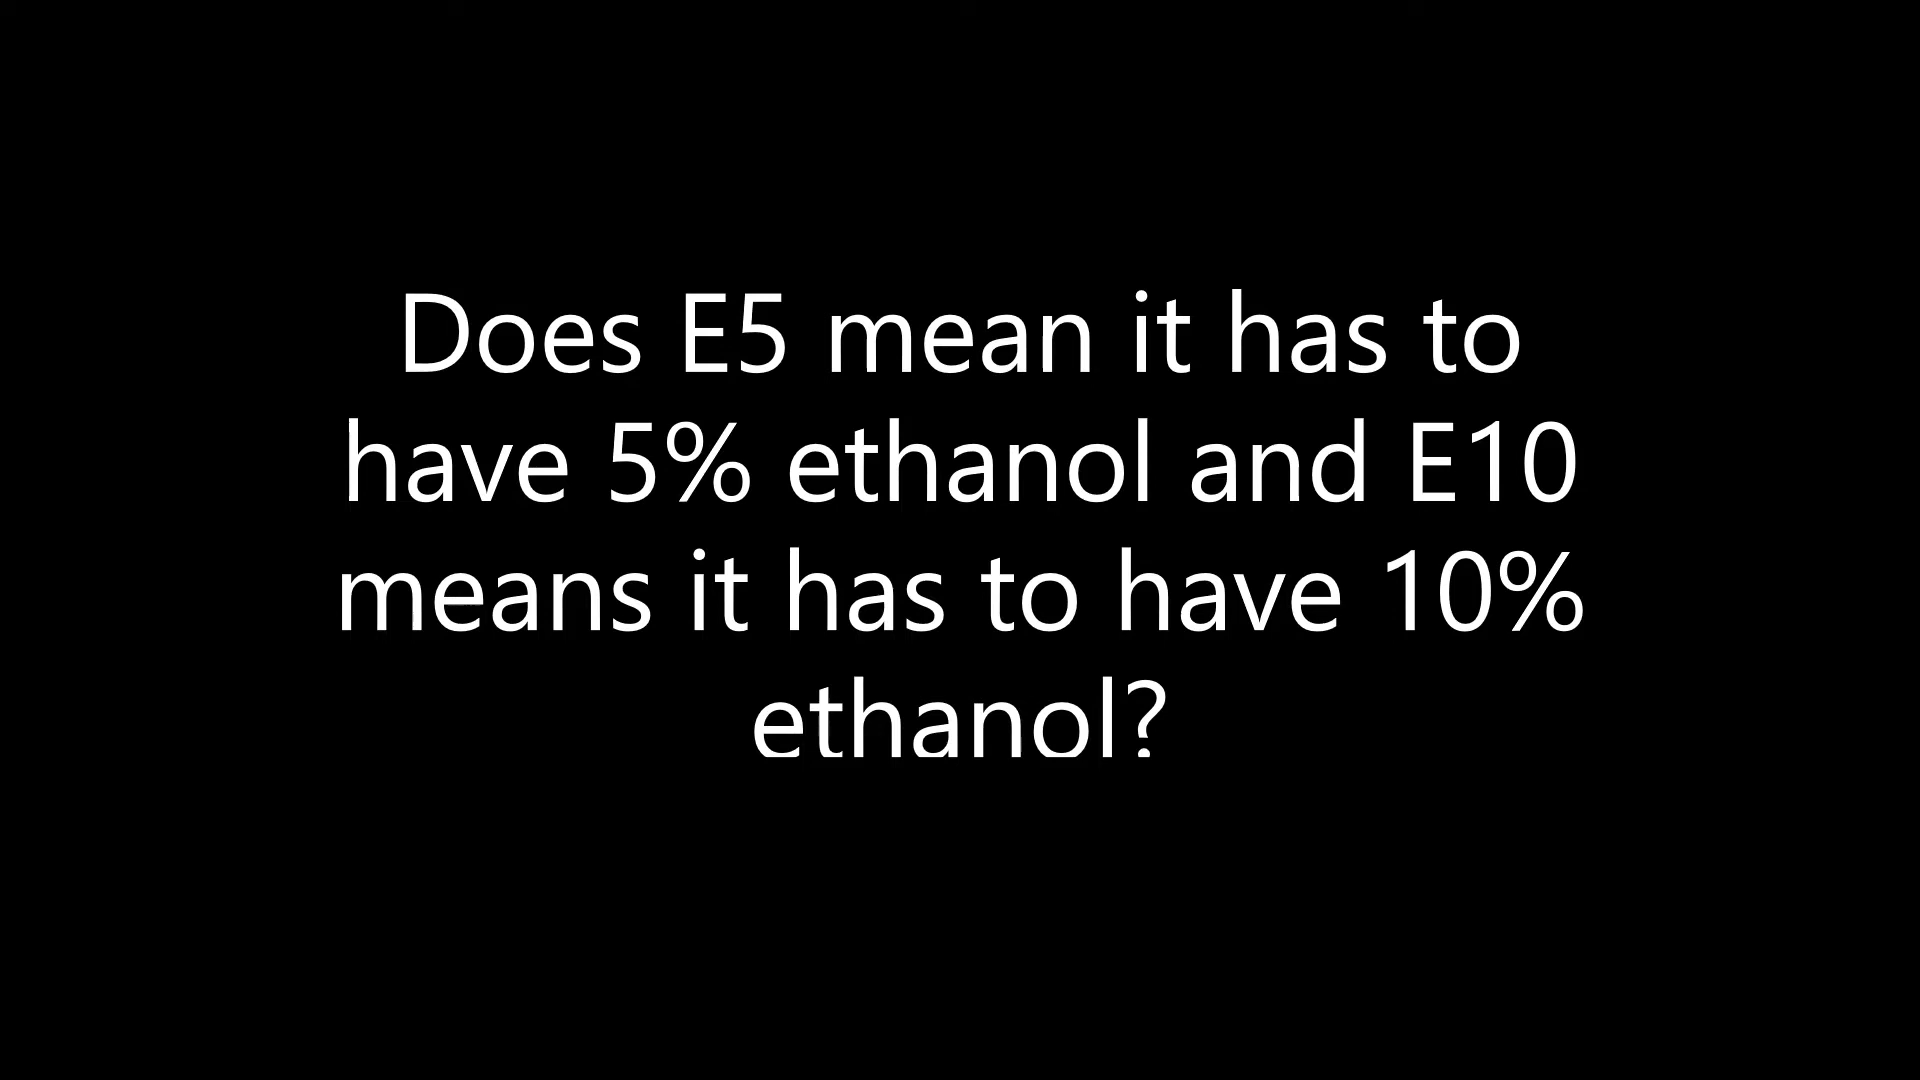 Does E5 mean it has to
have 5% ethanol and E10
means it has to have 10%
ethanol?